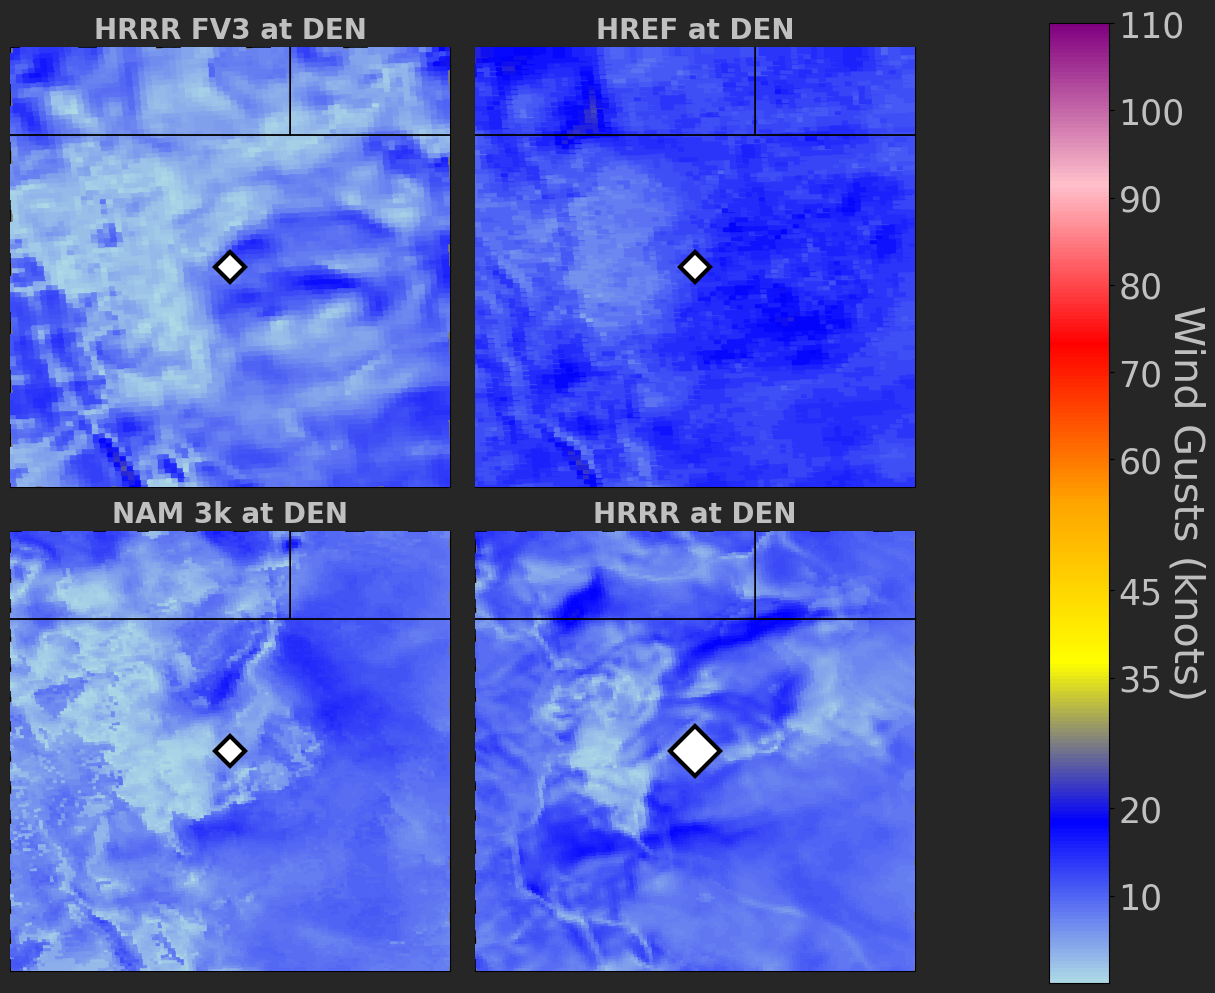 HRRR FV3 at DEN
HREF at DEN
NAM 3k at DEN
HRRR at DEN
110
100
90
80
70
60
45
35
20
10
Wind Gusts (knots)